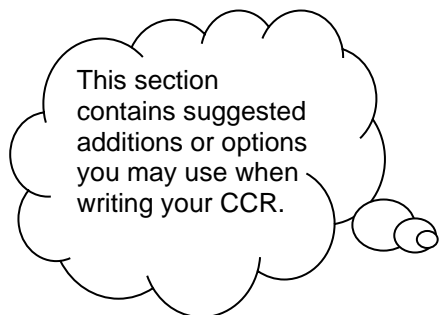 This section
contains suggested
additions or options
you may use when
writing your CCR.